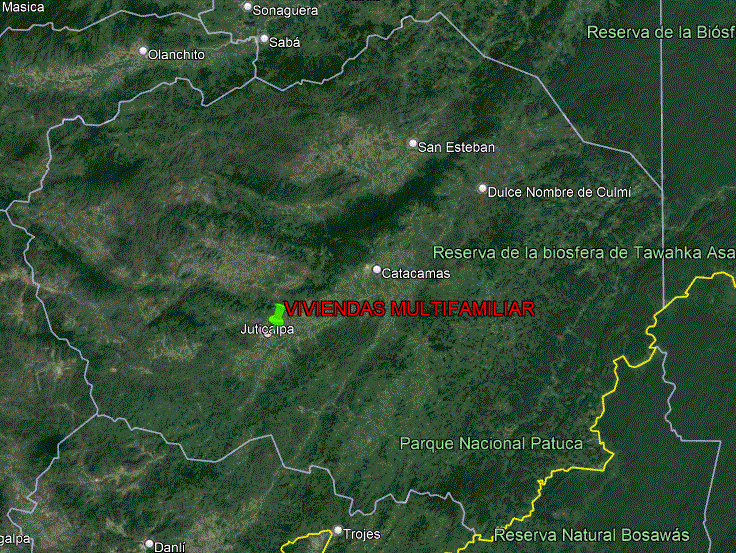 Masica
Sonaguera
Reserva de la Biósf
Sabá
Olanchito
San Esteban
Dulce Nombre de Culmí
Reserva de la biosfera de Tawahka Asa
Catacamas
VIVIENDAS MULTIFAMILIAR
Juticalpa
Parque Nacional Patuca
Trojes
Reserva Natural Bosawás
galpa
Danlí